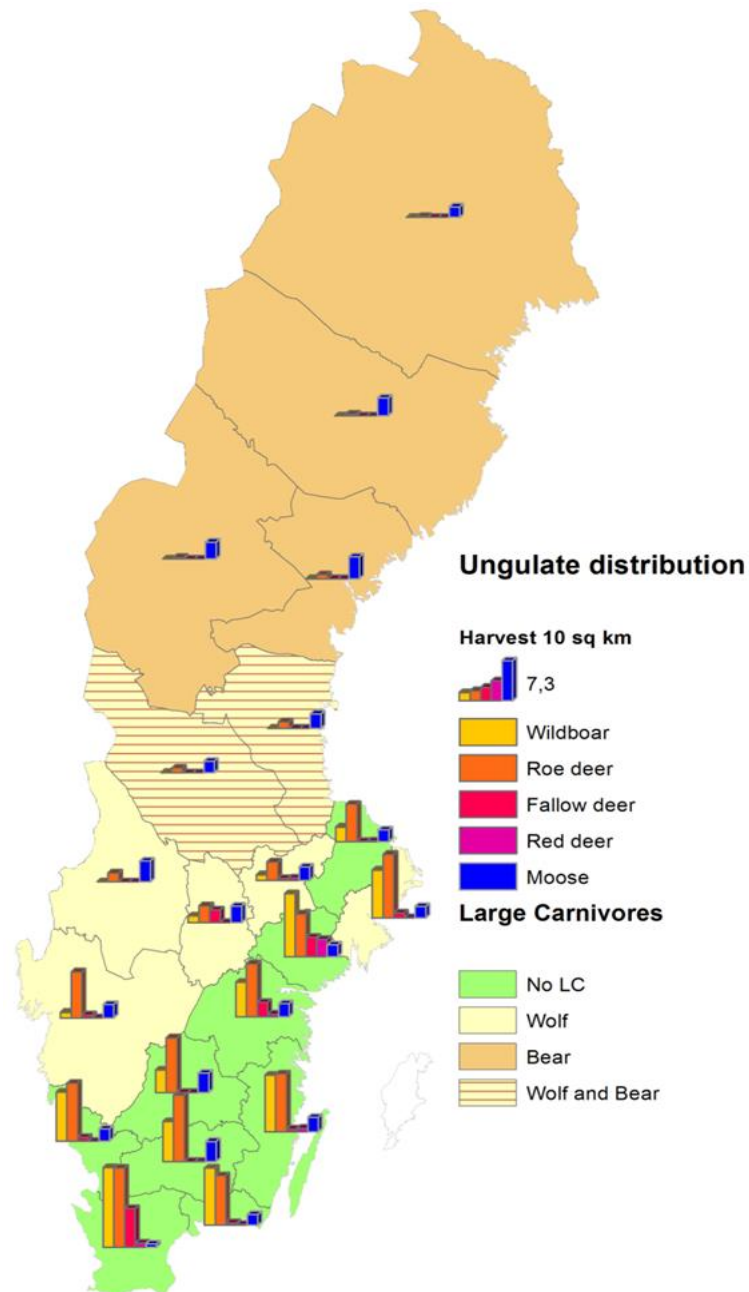 Ungulate distribution
Harvest 10 sq km
7,3
Wildboar
Roe deer
Fallow deer
Red deer
Moose
Large Carnivores
No LC
Wolf
Bear
Wolf and Bear